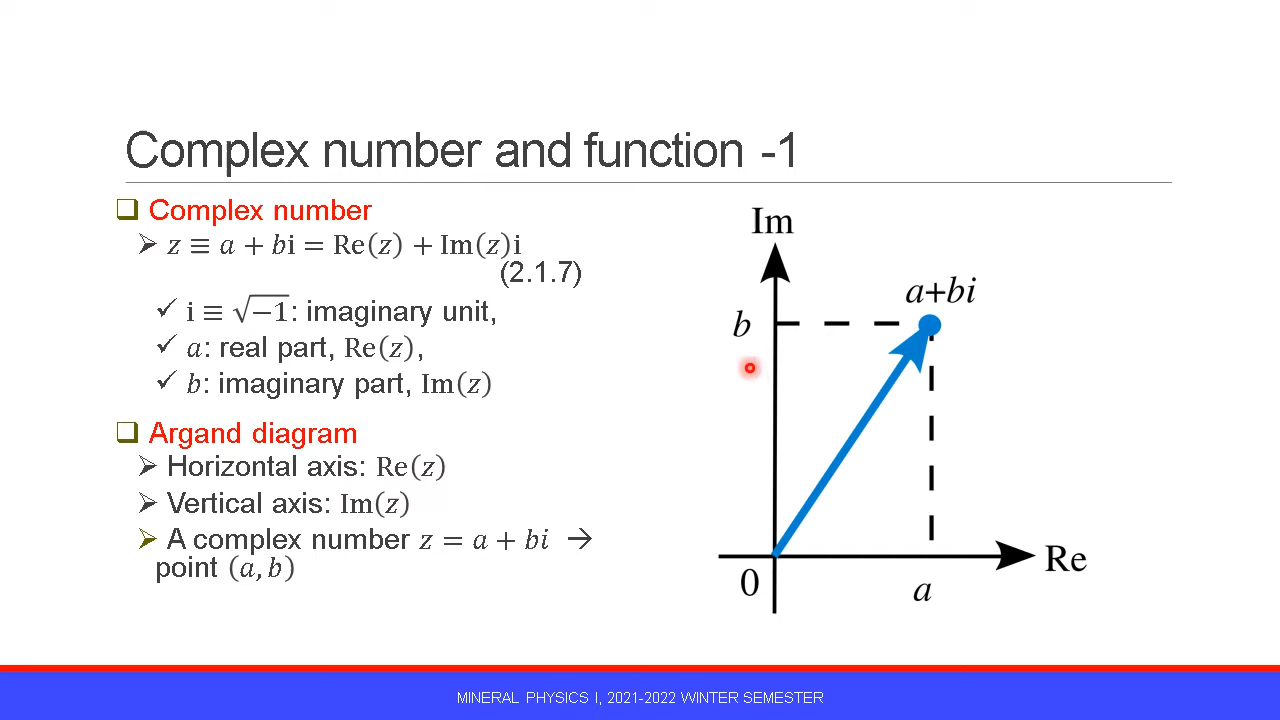 Complex number and function -1
❑ Complex number
➢ z ≡ a + bi = Re(z) + Im(z)i
(2.1.7)
✓ i ≡ √−1: imaginary unit,
✓ a: real part, Re(z),
✓ b: imaginary part, Im(z)
❑ Argand diagram
➢ Horizontal axis: Re(z)
➢ Vertical axis: Im(z)
➢ A complex number z = a + bi →
point (a, b)
Im
a+bi
b
0
a
Re
MINERAL PHYSICS I, 2021-2022 WINTER SEMESTER